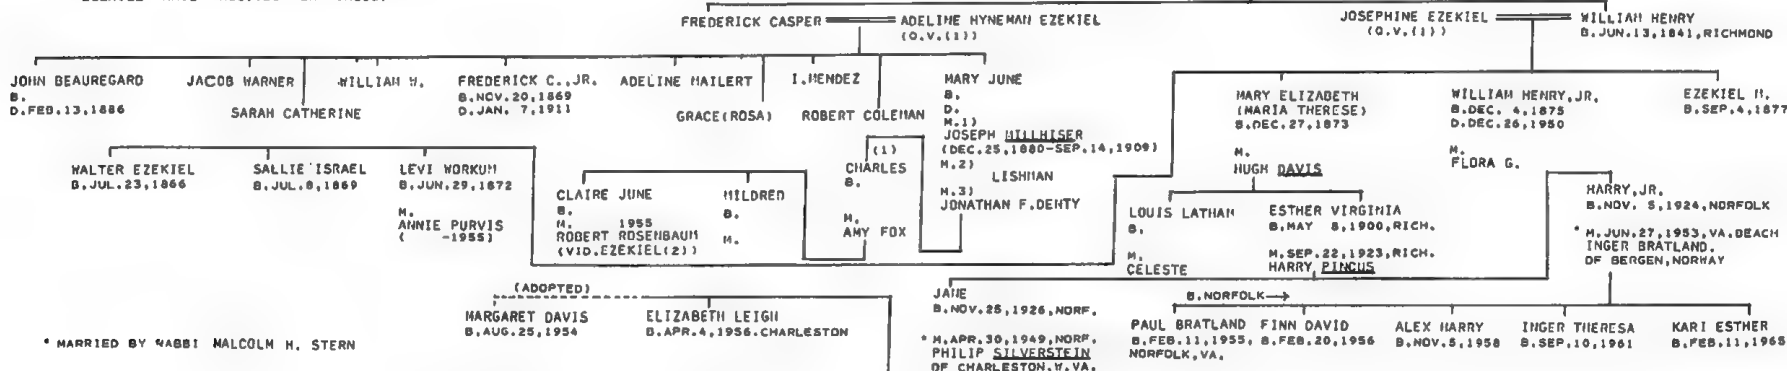 FREDERICK CASPER ADELINE HYNEMAN EZEKIEL
(Q.V.(1))
JOSEPHINE EZEKIEL WILLIAM HENRY
(Q.V.(1)) B.JUN.13,1841,RICHMOND
JOHN BEAUREGARD
B.
D.FEB.13,1886
JACOB WARNER
SARAH CATHERINE
WILLIAM W.
FREDERICK C.,JR.
B.NOV.20,1869
D.JAN. 7,1911
ADELINE MAILERT
GRACE(ROSA)
I.MENDEZ
ROBERT COLEMAN
MARY JUNE
B.
D.
M.1)
JOSEPH MILLHISER
(DEC.25,1880-SEP.14,1909)
M.2)
LISHMAN
M.3)
JONATHAN F.DENTY
MARY ELIZABETH
(MARIA THERESE)
B.DEC.27,1873
M.
HUGH DAVIS
WILLIAM HENRY,JR.
B.DEC. 4,1875
D.DEC.26,1950
M.
FLORA G.
EZEKIEL M.
B.SEP.4,1877
WALTER EZEKIEL
B.JUL.23,1866
SALLIE ISRAEL
B.JUL.8,1869
LEVI WORKUM
B.JUN.29,1872
M.
ANNIE PURVIS
( -1955)
CLAIRE JUNE
B.
M. 1955
ROBERT ROSENBAUM
(VID.EZEKIEL(2))
MILDRED
B.
M.
(1)
CHARLES
B.
M.
AMY FOX
LOUIS LATHAM
B.
M.
CELESTE
ESTHER VIRGINIA
B.MAY 8,1900,RICH.
M.SEP.22,1923,RICH.
HARRY PINCUS
HARRY,JR.
B.NOV. 5,1924,NORFOLK
* M.JUN.27,1953,VA.BEACH
INGER BRATLAND.
OF BERGEN,NORWAY
(ADOPTED)
MARGARET DAVIS
B.AUG.25,1954
ELIZABETH LEIGH
B.APR.4,1956.CHARLESTON
JANE
B.NOV.25,1926,NORF.
* M.APR.30,1949,NORF.
PHILIP SILVERSTEIN
OF CHARLESTON,W.VA.
B.NORFOLK→
PAUL BRATLAND
B.FEB.11,1955,
NORFOLK,VA.
FINN DAVID
B.FEB.20,1956
ALEX HARRY
B.NOV.5,1958
INGER THERESA
B.SEP.10,1961
KARI ESTHER
B.FEB.11,1965
* MARRIED BY RABBI MALCOLM H. STERN